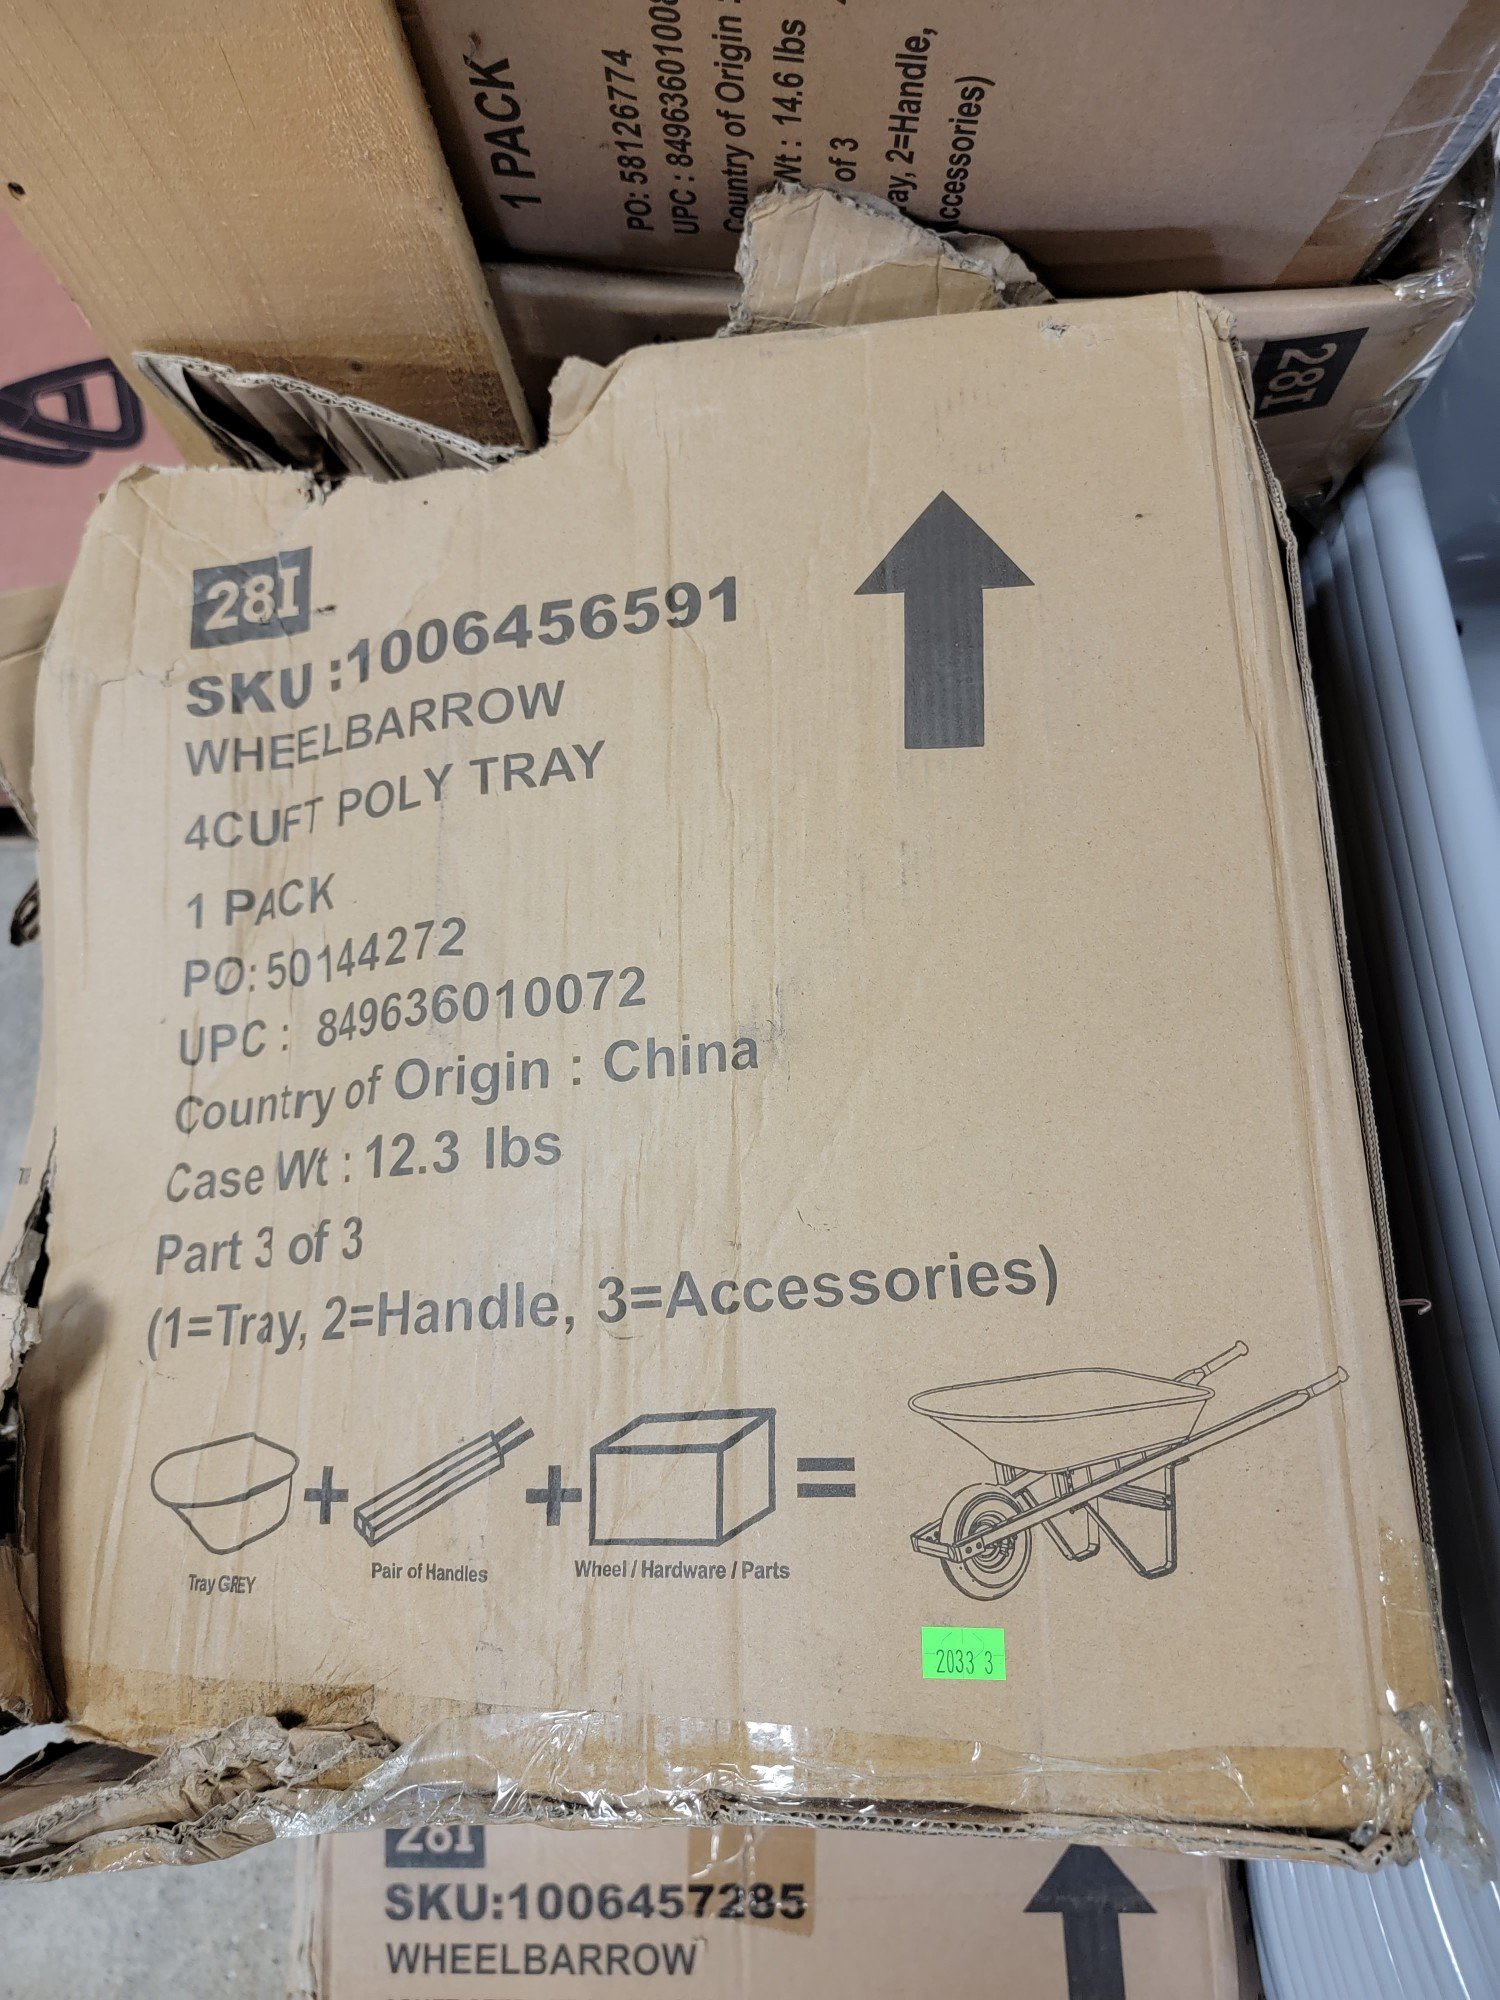 1 PACK
PO: 58126774
UPC : 8496360100
Country of Origin :
Wt : 14.6 lbs
of 3
ay, 2=Handle,
ccessories)
28I
28I
SKU:1006456591
WHEELBARROW
4CUFT POLY TRAY
1 PACK
PO:50144272
UPC : 849636010072
Country of Origin : China
Case Wt : 12.3 lbs
Part 3 of 3
(1=Tray, 2=Handle, 3=Accessories)
+ + =
Tray GREY Pair of Handles Wheel / Hardware / Parts
2033 3
28I
SKU:1006457285
WHEELBARROW